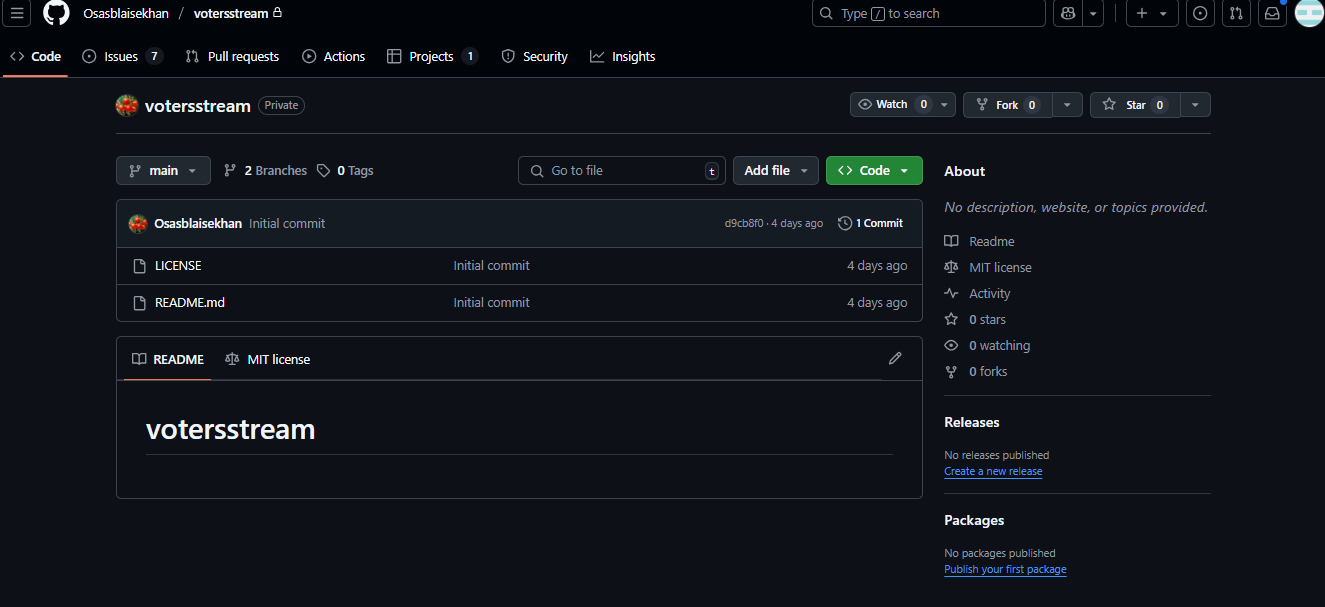 Osasblaisekhan / votersstream
Type / to search
Code Issues 7 Pull requests Actions Projects 1 Security Insights
votersstream Private
Watch 0 Fork 0 Star 0
main 2 Branches 0 Tags Go to file t Add file Code
Osasblaisekhan Initial commit d9cb8f0 · 4 days ago 1 Commit
LICENSE Initial commit 4 days ago
README.md Initial commit 4 days ago
README MIT license
votersstream
About
No description, website, or topics provided.
Readme
MIT license
Activity
0 stars
0 watching
0 forks
Releases
No releases published
Create a new release
Packages
No packages published
Publish your first package